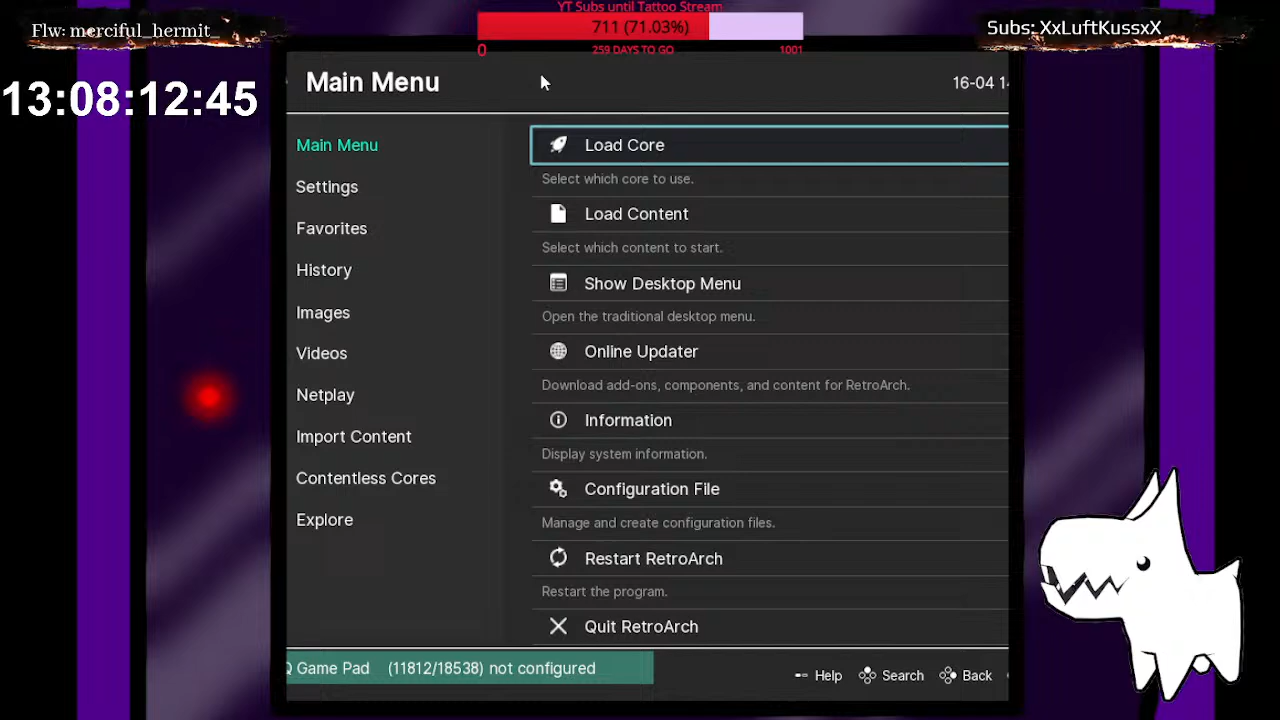 YT Subs until Tattoo Stream
Flw: merciful_hermit_
711 (71.03%)
Subs: XxLuftKussxX
0
259 DAYS TO GO
1001
13:08:12:45
Main Menu
16-04 1
Main Menu
Settings
Favorites
History
Images
Videos
Netplay
Import Content
Contentless Cores
Explore
Load Core
Select which core to use.
Load Content
Select which content to start.
Show Desktop Menu
Open the traditional desktop menu.
Online Updater
Download add-ons, components, and content for RetroArch.
Information
Display system information.
Configuration File
Manage and create configuration files.
Restart RetroArch
Restart the program.
Quit RetroArch
Game Pad (11812/18538) not configured
Help
Search
Back